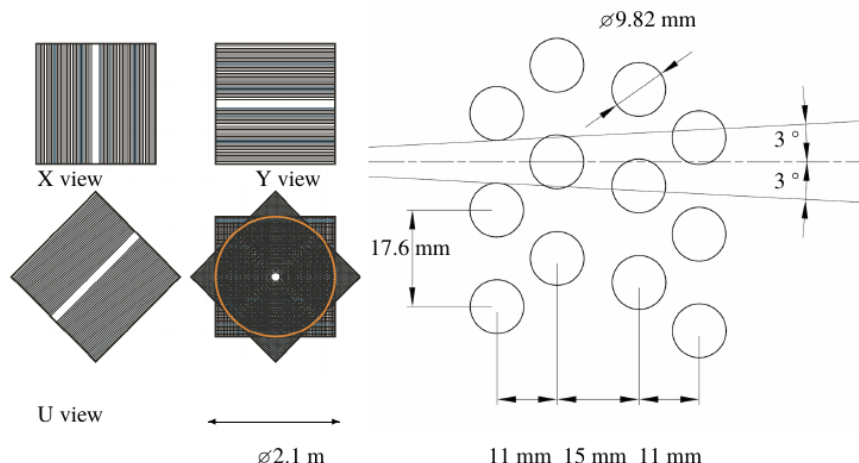 X view
Y view
U view
⌀2.1 m
⌀9.82 mm
3 °
3 °
17.6 mm
11 mm 15 mm 11 mm